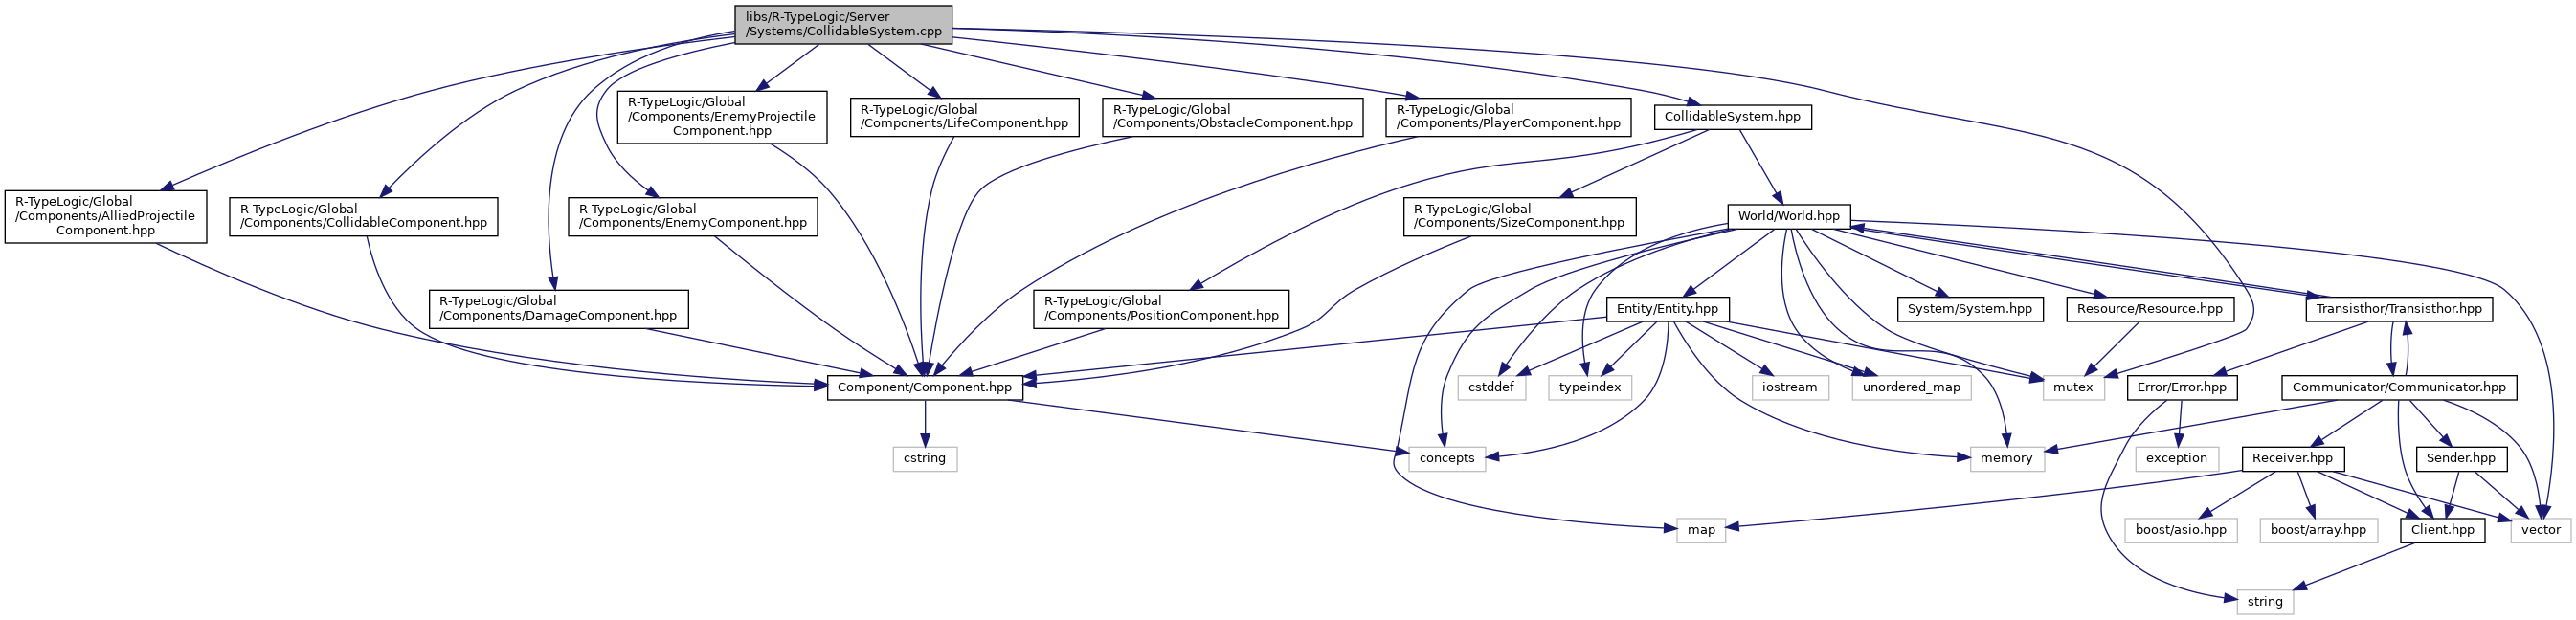 libs/R-TypeLogic/Server
/Systems/CollidableSystem.cpp
R-TypeLogic/Global
/Components/EnemyProjectile
Component.hpp
R-TypeLogic/Global
/Components/LifeComponent.hpp
R-TypeLogic/Global
/Components/ObstacleComponent.hpp
R-TypeLogic/Global
/Components/PlayerComponent.hpp
CollidableSystem.hpp
R-TypeLogic/Global
/Components/AlliedProjectile
Component.hpp
R-TypeLogic/Global
/Components/CollidableComponent.hpp
R-TypeLogic/Global
/Components/EnemyComponent.hpp
R-TypeLogic/Global
/Components/SizeComponent.hpp
World/World.hpp
R-TypeLogic/Global
/Components/DamageComponent.hpp
R-TypeLogic/Global
/Components/PositionComponent.hpp
Entity/Entity.hpp
System/System.hpp
Resource/Resource.hpp
Transisthor/Transisthor.hpp
Component/Component.hpp
cstddef
typeindex
iostream
unordered_map
mutex
Error/Error.hpp
Communicator/Communicator.hpp
cstring
concepts
memory
exception
Receiver.hpp
Sender.hpp
map
boost/asio.hpp
boost/array.hpp
Client.hpp
vector
string